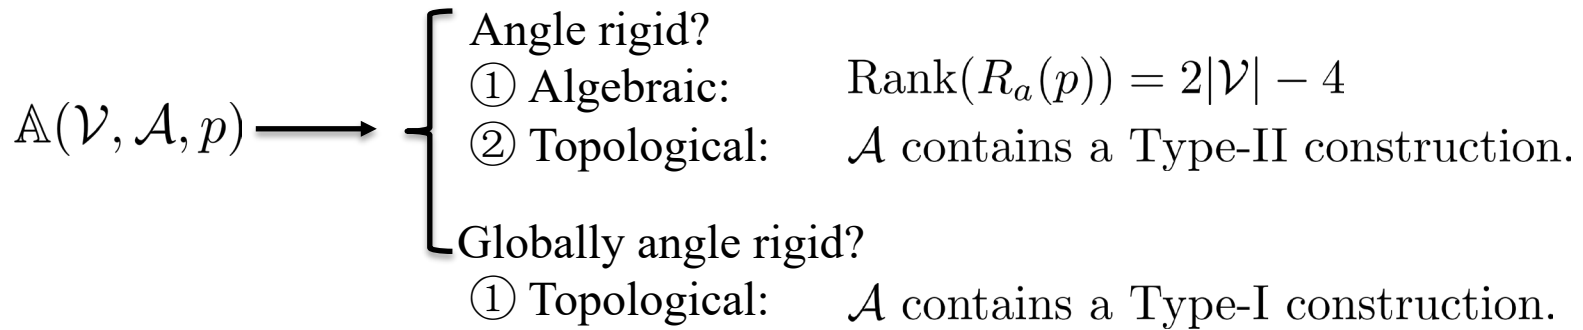 𝔸(𝒱, 𝒜, p)
Angle rigid?
① Algebraic: Rank(Rₐ(p)) = 2|𝒱| − 4
② Topological: 𝒜 contains a Type-II construction.
Globally angle rigid?
① Topological: 𝒜 contains a Type-I construction.